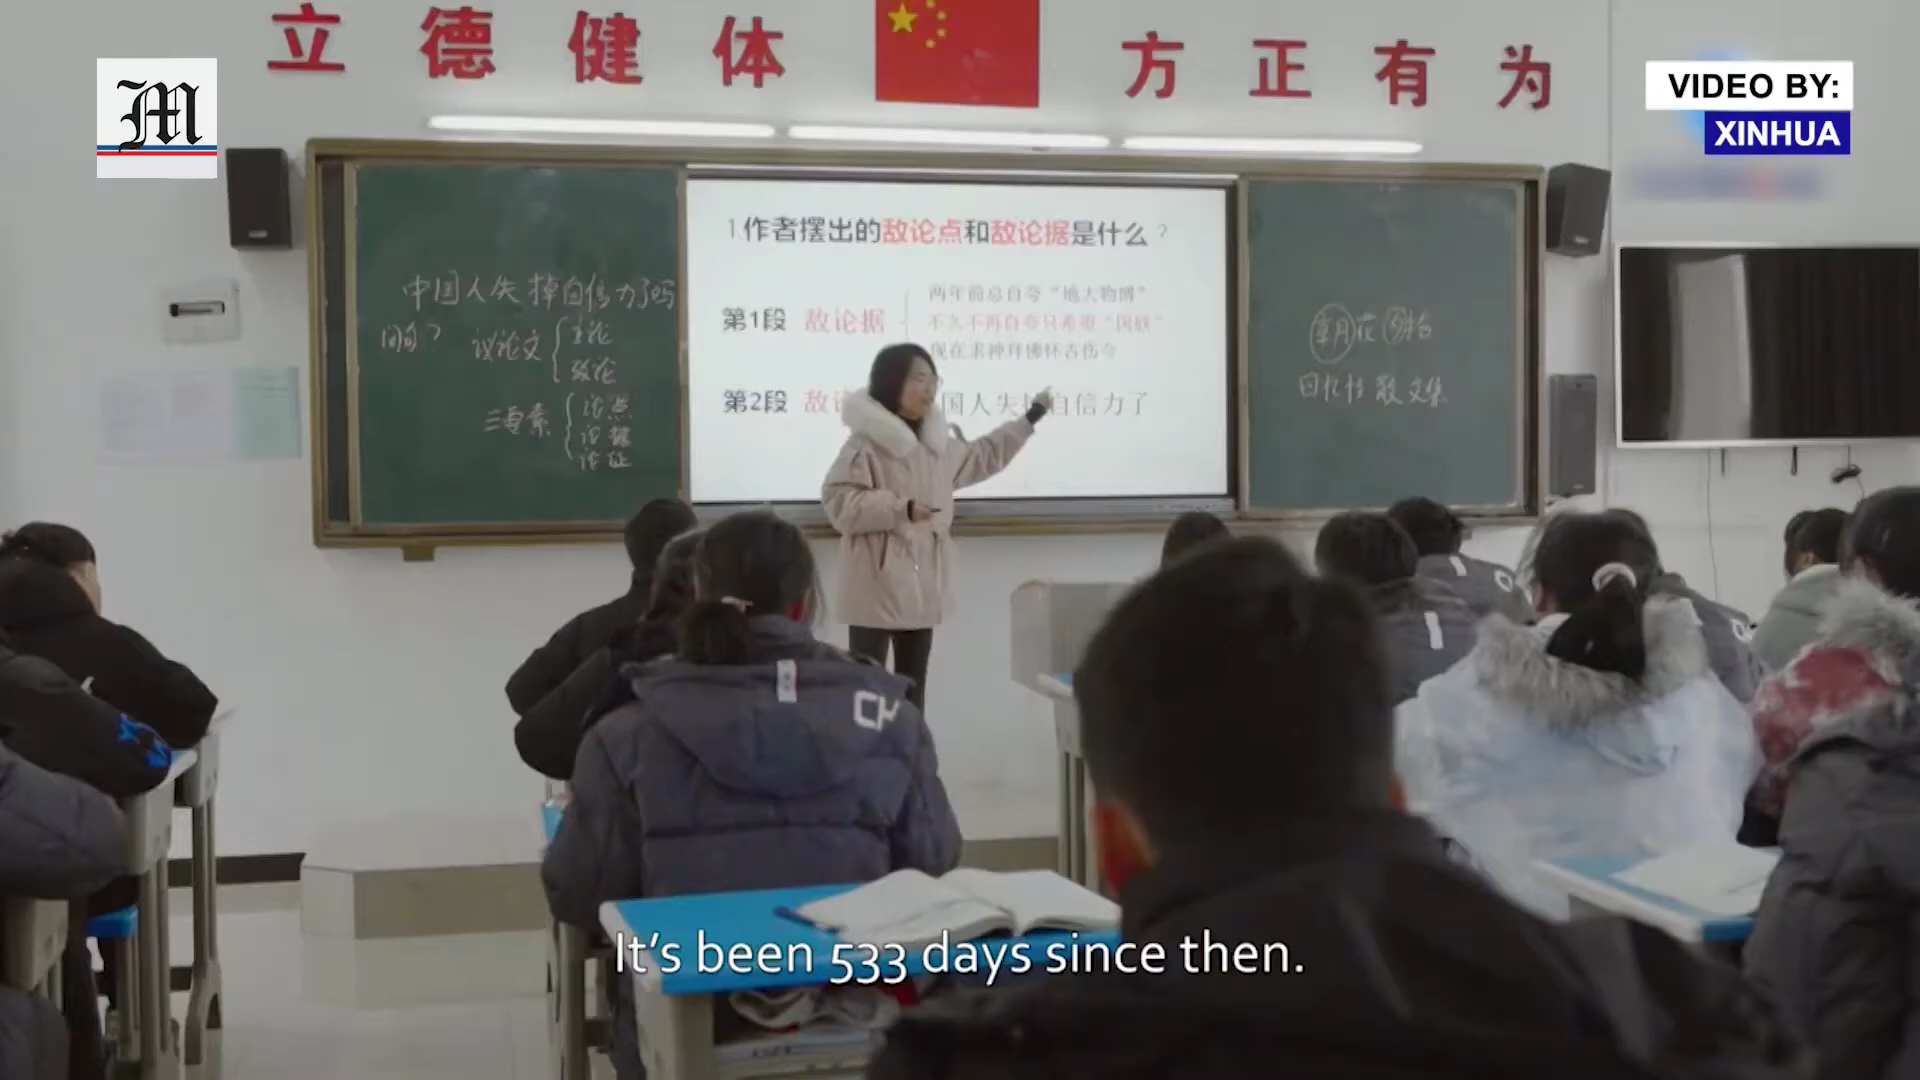 立德健体 方正有为
M
VIDEO BY:
XINHUA
1作者摆出的敌论点和敌论据是什么?
第1段 敌论据
两年前总自夸“地大物博”
不久不再自夸只希望“国联”
现在求神拜佛怀古伤今
第2段 敌论
国人失掉自信力了
中国人失掉自信力了吗
议论文
立论
驳论
三要素
论点
论据
论证
朝花夕拾
回忆性散文集
CH
It's been 533 days since then.